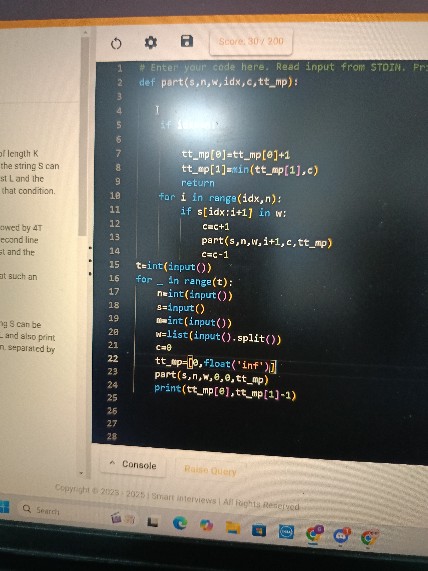 Score, 30 / 200
1 # Enter your code here. Read input from STDIN. Pri
2 def part(s,n,w,idx,c,tt_mp):
3
4
5 if
6
7 tt_mp[0]=tt_mp[0]+1
8 tt_mp[1]=min(tt_mp[1],c)
9 return
10 for i in range(idx,n):
11 if s[idx:i+1] in w:
12 c=c+1
13 part(s,n,w,i+1,c,tt_mp)
14 c=c-1
15 t=int(input())
16 for _ in range(t):
17 n=int(input())
18 s=input()
19 m=int(input())
20 w=list(input().split())
21 c=0
22 tt_mp=[0,float('inf')]
23 part(s,n,w,0,0,tt_mp)
24 print(tt_mp[0],tt_mp[1]-1)
25
26
27
28
of length K
the string S can
st L and the
that condition.
owed by 4T
econd line
st and the
at such an
ng S can be
and also print
n, separated by
Console
Raise Query
Copyright © 2023 - 2025 | Smart Interviews | All Rights Reserved
Search